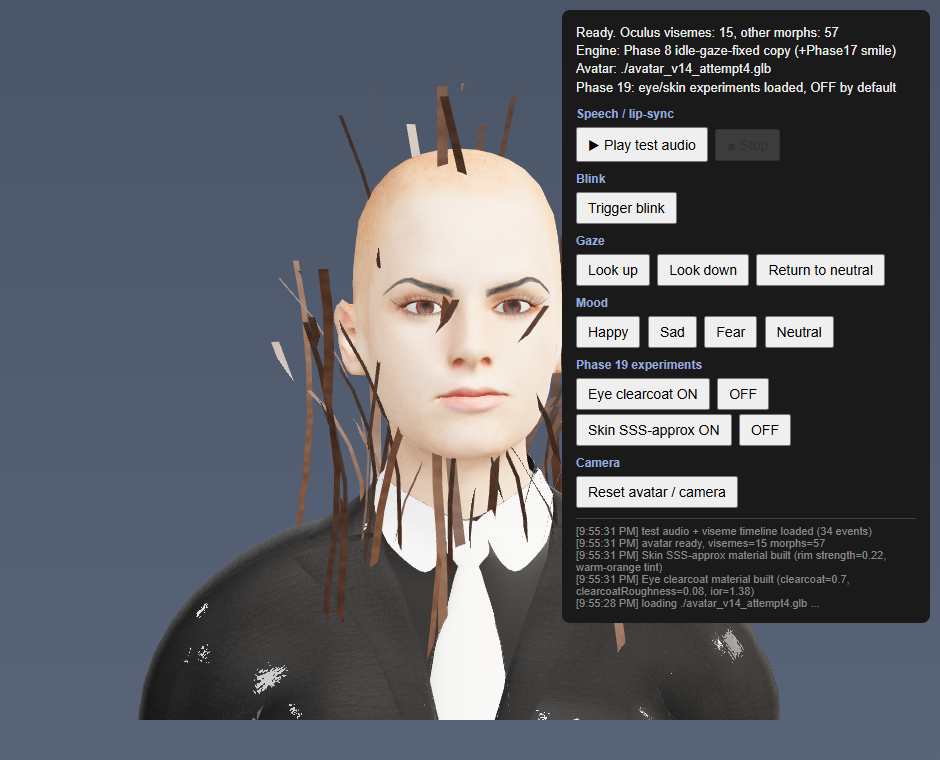 Ready. Oculus visemes: 15, other morphs: 57
Engine: Phase 8 idle-gaze-fixed copy (+Phase17 smile)
Avatar: ./avatar_v14_attempt4.glb
Phase 19: eye/skin experiments loaded, OFF by default
Speech / lip-sync
▶ Play test audio ■ Stop
Blink
Trigger blink
Gaze
Look up Look down Return to neutral
Mood
Happy Sad Fear Neutral
Phase 19 experiments
Eye clearcoat ON OFF
Skin SSS-approx ON OFF
Camera
Reset avatar / camera
[9:55:31 PM] test audio + viseme timeline loaded (34 events)
[9:55:31 PM] avatar ready, visemes=15 morphs=57
[9:55:31 PM] Skin SSS-approx material built (rim strength=0.22,
warm-orange tint)
[9:55:31 PM] Eye clearcoat material built (clearcoat=0.7,
clearcoatRoughness=0.08, ior=1.38)
[9:55:28 PM] loading ./avatar_v14_attempt4.glb ...